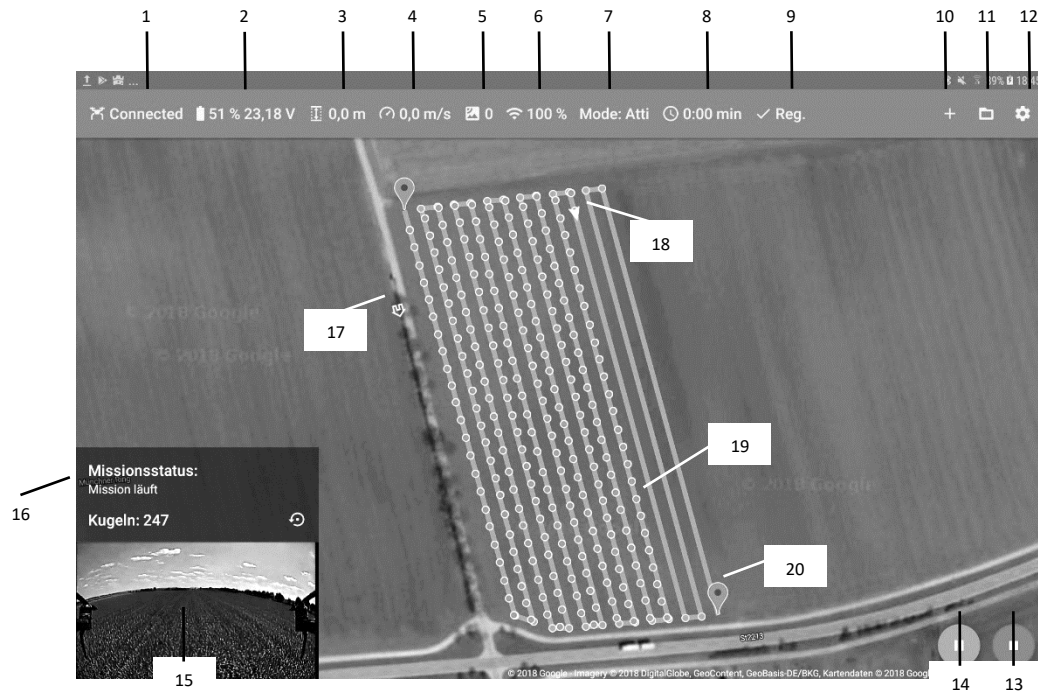 1 2 3 4 5 6 7 8 9 10 11 12
... 39% 18:45
Connected 51 % 23,18 V 0,0 m 0,0 m/s 0 100 % Mode: Atti 0:00 min Reg.
18
17
© 2018 Google
© 2018 Google
19
© 2018 Google
Missionsstatus:
Mission läuft
16
Kugeln: 247
20
St2213
© 2018 Google - Imagery © 2018 DigitalGlobe, GeoContent, GeoBasis-DE/BKG, Kartendaten © 2018
15
14
13